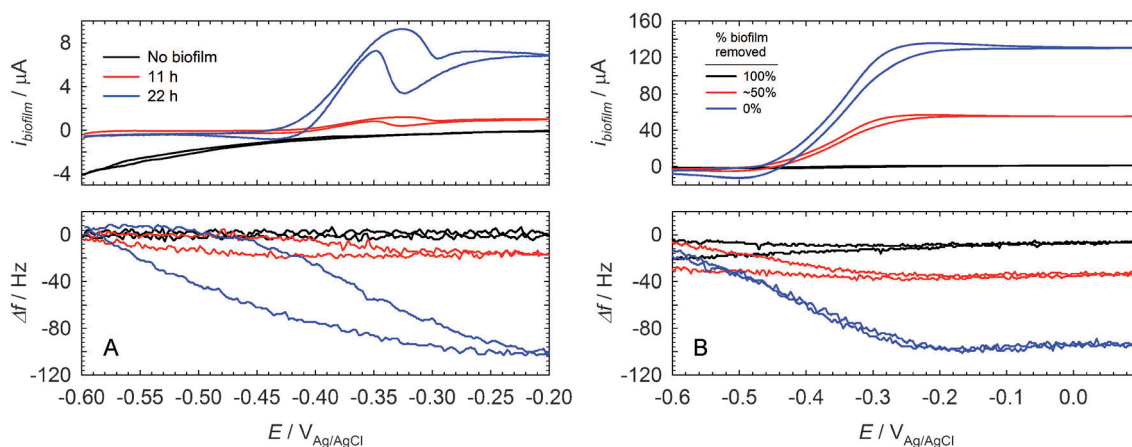 i_biofilm / μA
8
4
0
-4
No biofilm
11 h
22 h
Δf / Hz
0
-40
-80
-120
A
-0.60 -0.55 -0.50 -0.45 -0.40 -0.35 -0.30 -0.25 -0.20
E / V_Ag/AgCl
i_biofilm / μA
160
120
80
40
0
% biofilm
removed
100%
~50%
0%
Δf / Hz
0
-40
-80
-120
B
-0.6 -0.5 -0.4 -0.3 -0.2 -0.1 0.0
E / V_Ag/AgCl